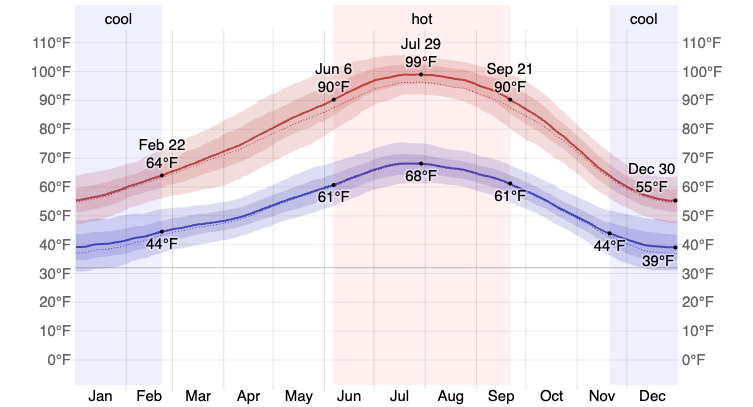 cool
hot
cool
110°F
110°F
Jul 29
99°F
100°F
100°F
Jun 6
90°F
Sep 21
90°F
90°F
90°F
80°F
80°F
Feb 22
64°F
70°F
70°F
68°F
Dec 30
55°F
60°F
60°F
61°F
61°F
50°F
50°F
44°F
44°F
40°F
40°F
39°F
30°F
30°F
20°F
20°F
10°F
10°F
0°F
0°F
Jan Feb Mar Apr May Jun Jul Aug Sep Oct Nov Dec